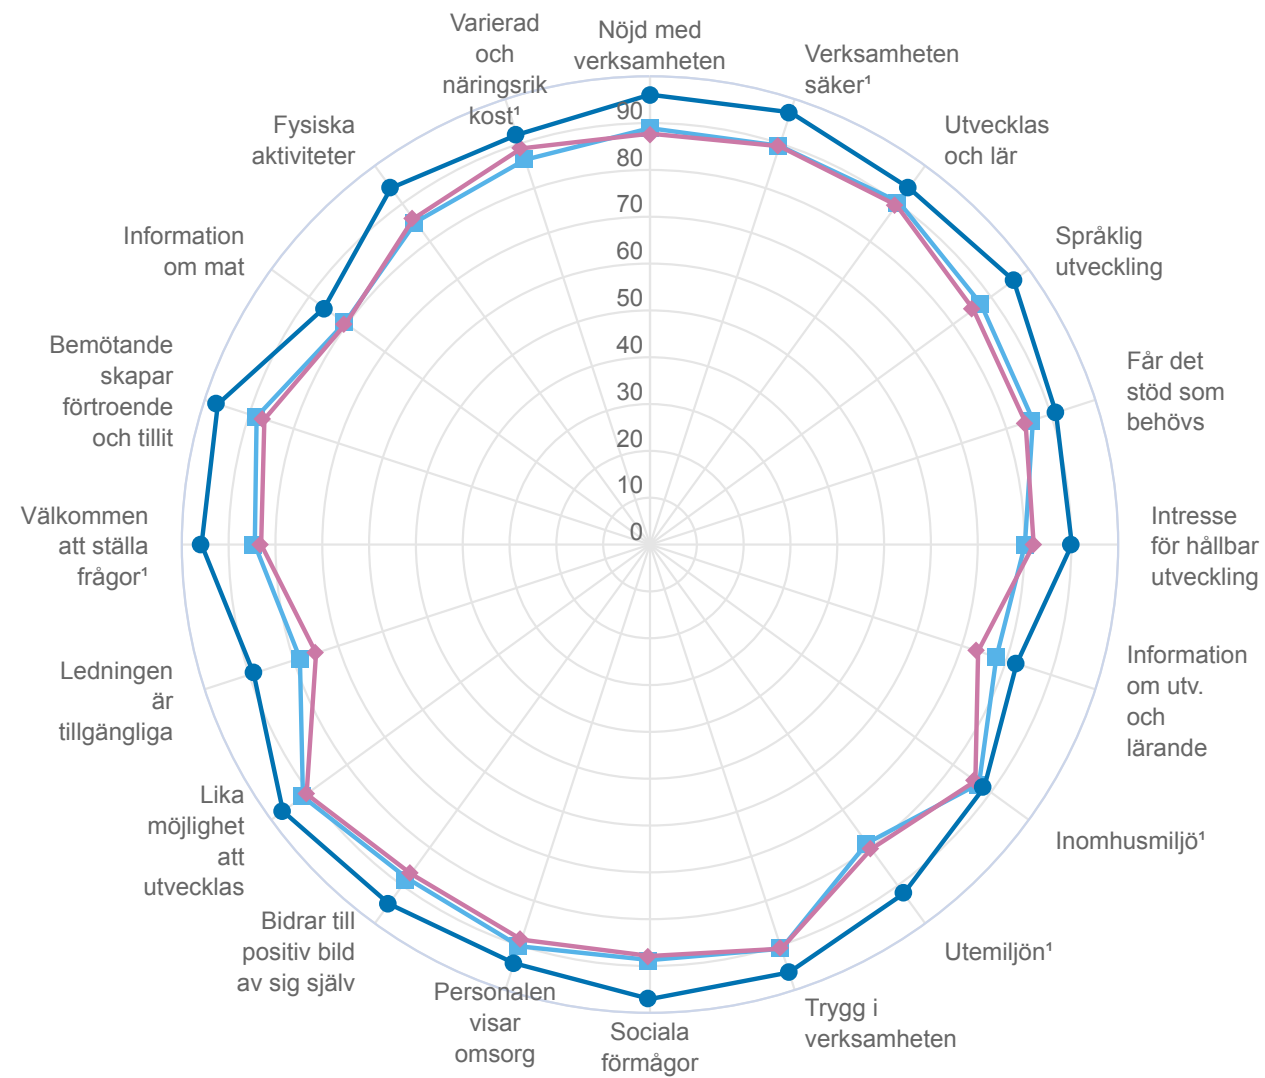 Nöjd med
verksamheten
Verksamheten
säker¹
Utvecklas
och lär
Språklig
utveckling
Får det
stöd som
behövs
Intresse
för hållbar
utveckling
Information
om utv.
och
lärande
Inomhusmiljö¹
Utemiljön¹
Trygg i
verksamheten
Sociala
förmågor
Personalen
visar
omsorg
Bidrar till
positiv bild
av sig själv
Lika
möjlighet
att
utvecklas
Ledningen
är
tillgängliga
Välkommen
att ställa
frågor¹
Bemötande
skapar
förtroende
och tillit
Information
om mat
Fysiska
aktiviteter
Varierad
och
näringsrik
kost¹
90
80
70
60
50
40
30
20
10
0